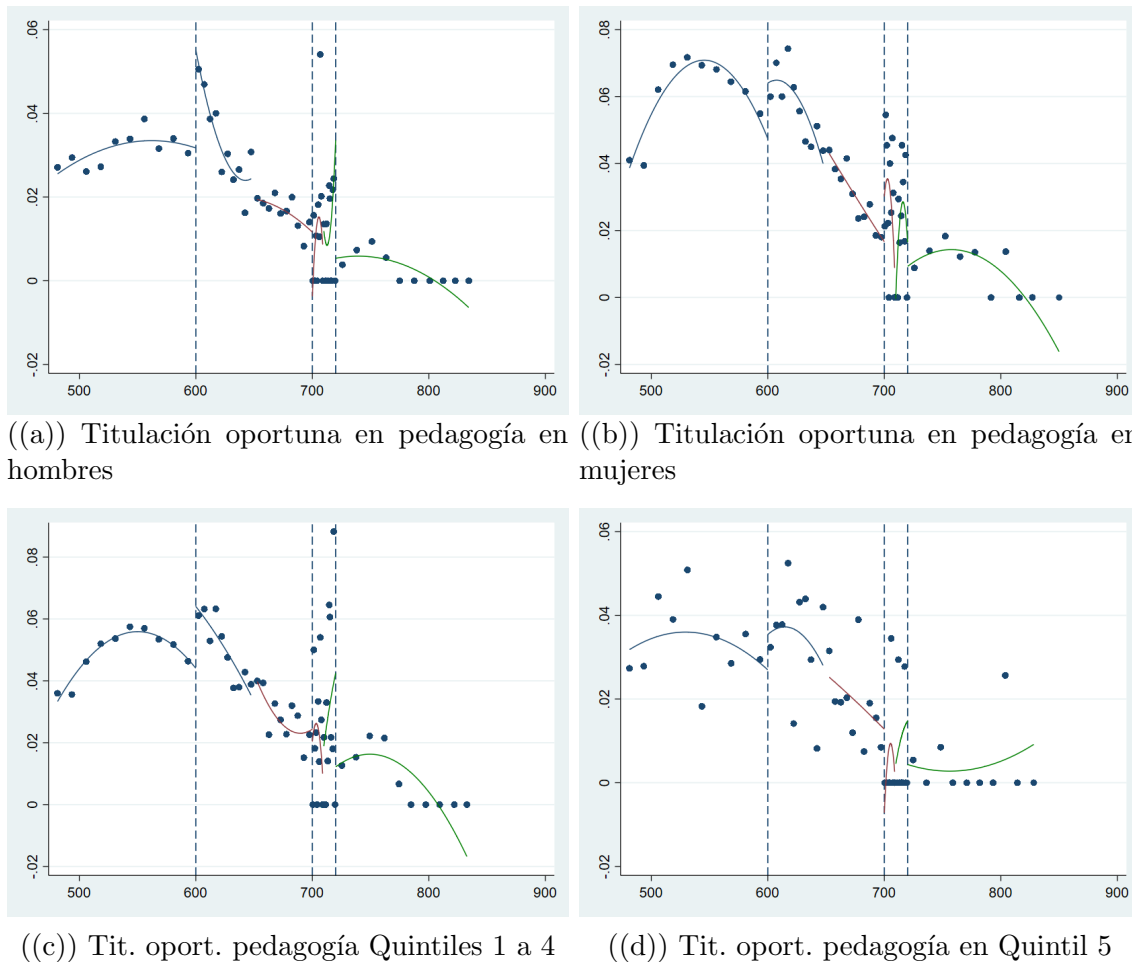 .06
.04
.02
0
-.02
500 600 700 800 900
((a)) Titulación oportuna en pedagogía en
hombres
.08
.06
.04
.02
0
-.02
500 600 700 800 900
((b)) Titulación oportuna en pedagogía en
mujeres
.08
.06
.04
.02
0
-.02
500 600 700 800 900
((c)) Tit. oport. pedagogía Quintiles 1 a 4
.06
.04
.02
0
-.02
500 600 700 800 900
((d)) Tit. oport. pedagogía en Quintil 5